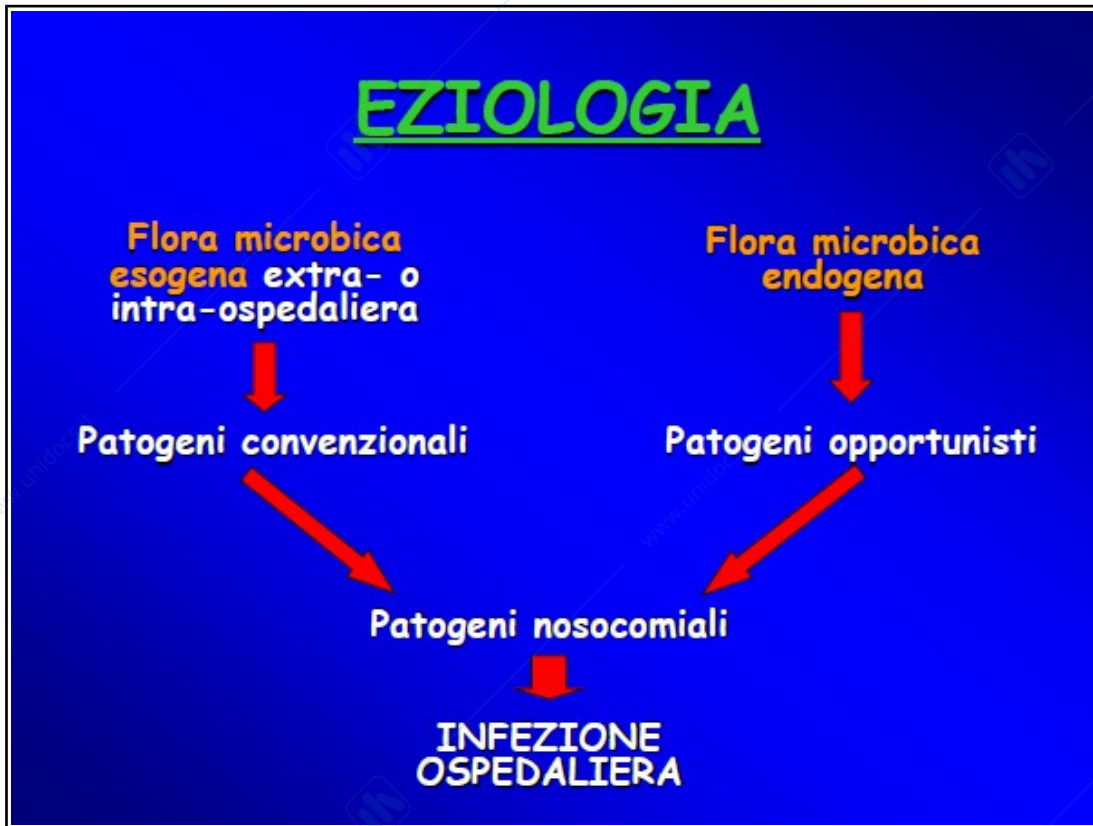 EZIOLOGIA
Flora microbica
esogena extra- o
intra-ospedaliera
Flora microbica
endogena
Patogeni convenzionali
Patogeni opportunisti
Patogeni nosocomiali
INFEZIONE
OSPEDALIERA